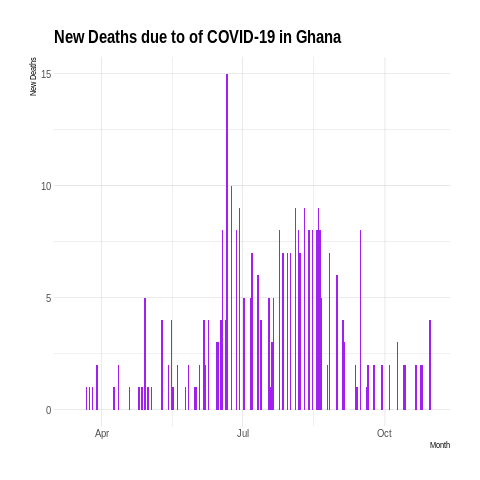 New Deaths due to of COVID-19 in Ghana
New Deaths
15
10
5
0
Apr Jul Oct
Month